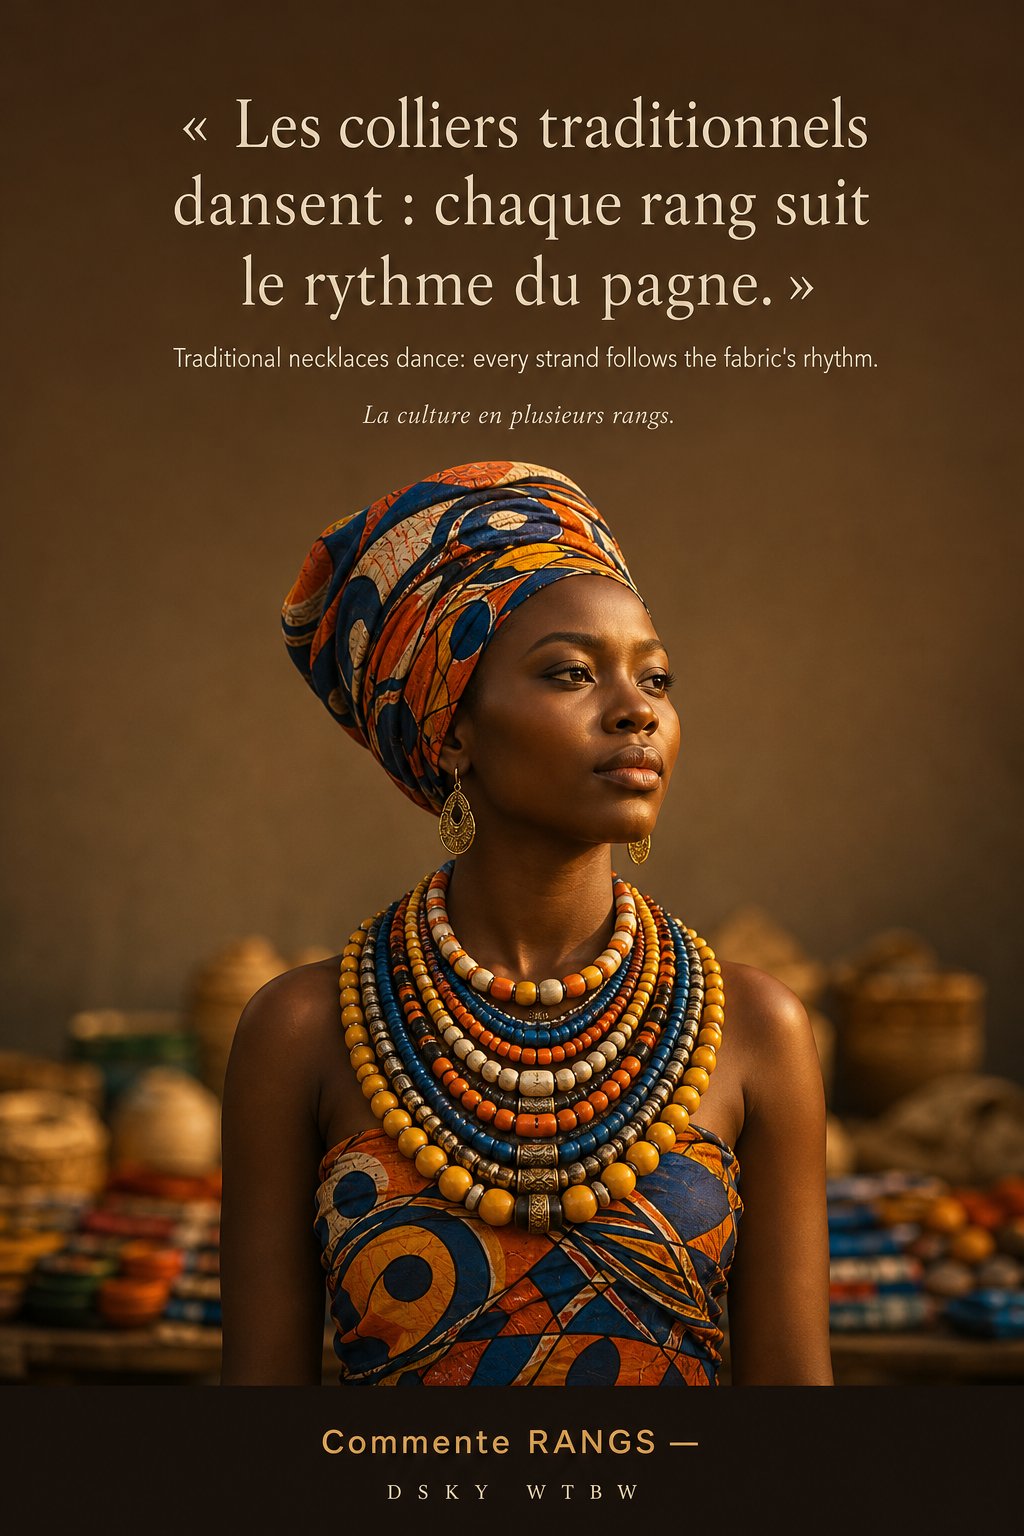 « Les colliers traditionnels
dansent : chaque rang suit
le rythme du pagne. »
Traditional necklaces dance: every strand follows the fabric's rhythm.
La culture en plusieurs rangs.
Commente RANGS —
DSKY WTBW